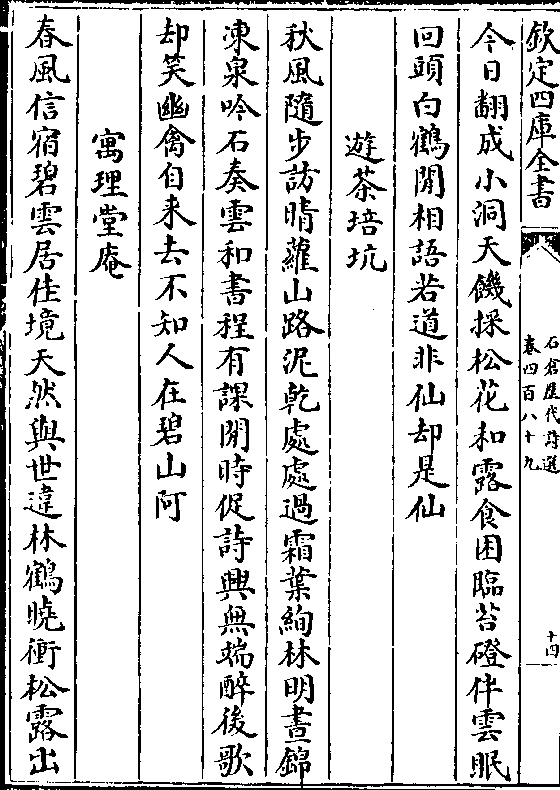 欽定四庫全書
石倉歷代詩選
卷四百八十九
十四
今日翻成小洞天饑採松花和露食困臨苔磴伴雲眠
回頭白鶴閒相語若道非仙却是仙
遊茶培坑
秋風隨步訪晴蘿山路泥乾處處過霜葉絢林明晝錦
凍泉吟石奏雲和書程有課閒時促詩興無端醉後歌
却笑幽禽自来去不知人在碧山阿
寓理堂庵
春風信宿碧雲居佳境天然與世違林鶴曉衝松露出